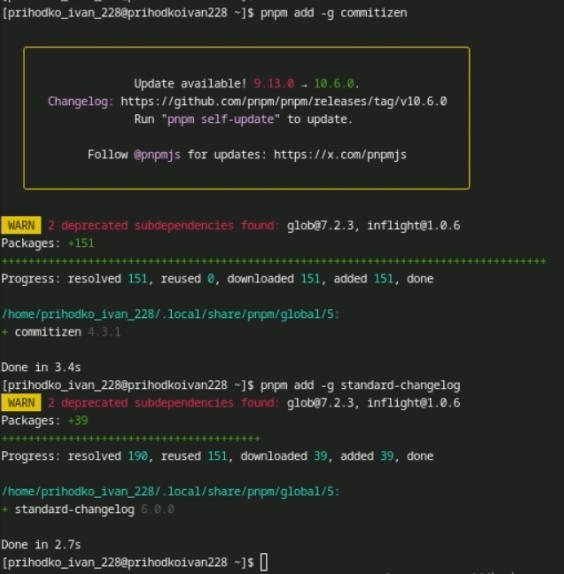 [prihodko_ivan_228@prihodkoivan228 ~]$ pnpm add -g commitizen
Update available! 9.13.0 → 10.6.0.
Changelog: https://github.com/pnpm/pnpm/releases/tag/v10.6.0
Run "pnpm self-update" to update.
Follow @pnpmjs for updates: https://x.com/pnpmjs
WARN 2 deprecated subdependencies found: glob@7.2.3, inflight@1.0.6
Packages: +151
++++++++++++++++++++++++++++++++++++++++++++++++++++++++++++++++++++++++++++++++++++
Progress: resolved 151, reused 0, downloaded 151, added 151, done
/home/prihodko_ivan_228/.local/share/pnpm/global/5:
+ commitizen 4.3.1
Done in 3.4s
[prihodko_ivan_228@prihodkoivan228 ~]$ pnpm add -g standard-changelog
WARN 2 deprecated subdependencies found: glob@7.2.3, inflight@1.0.6
Packages: +39
+++++++++++++++++++++++++++++++++++++++
Progress: resolved 190, reused 151, downloaded 39, added 39, done
/home/prihodko_ivan_228/.local/share/pnpm/global/5:
+ standard-changelog 6.0.0
Done in 2.7s
[prihodko_ivan_228@prihodkoivan228 ~]$